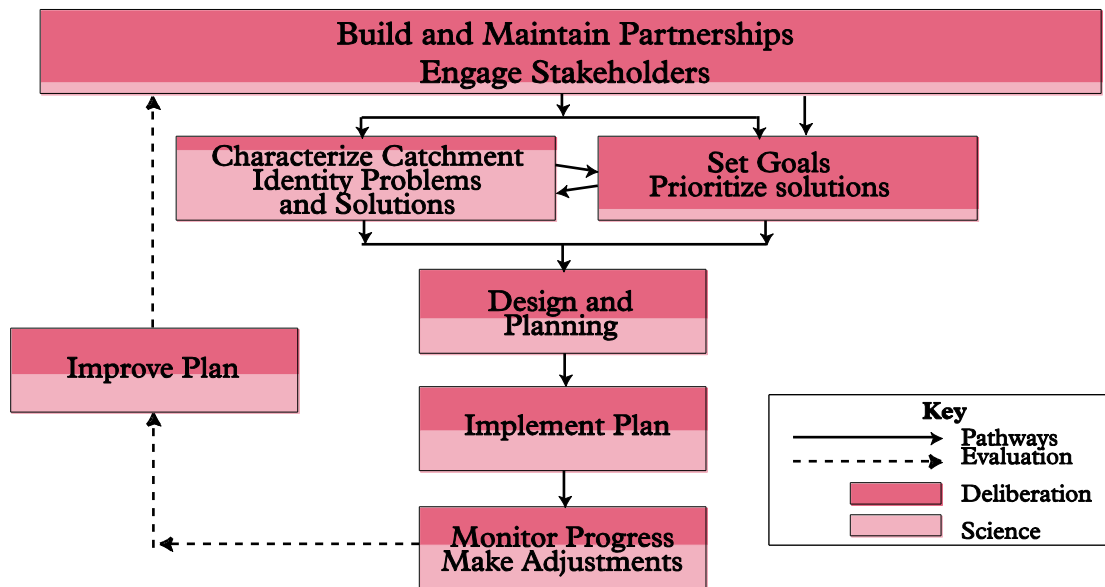 Build and Maintain Partnerships
Engage Stakeholders
Characterize Catchment
Identity Problems
and Solutions
Set Goals
Prioritize solutions
Design and
Planning
Improve Plan
Implement Plan
Monitor Progress
Make Adjustments
Key
Pathways
Evaluation
Deliberation
Science